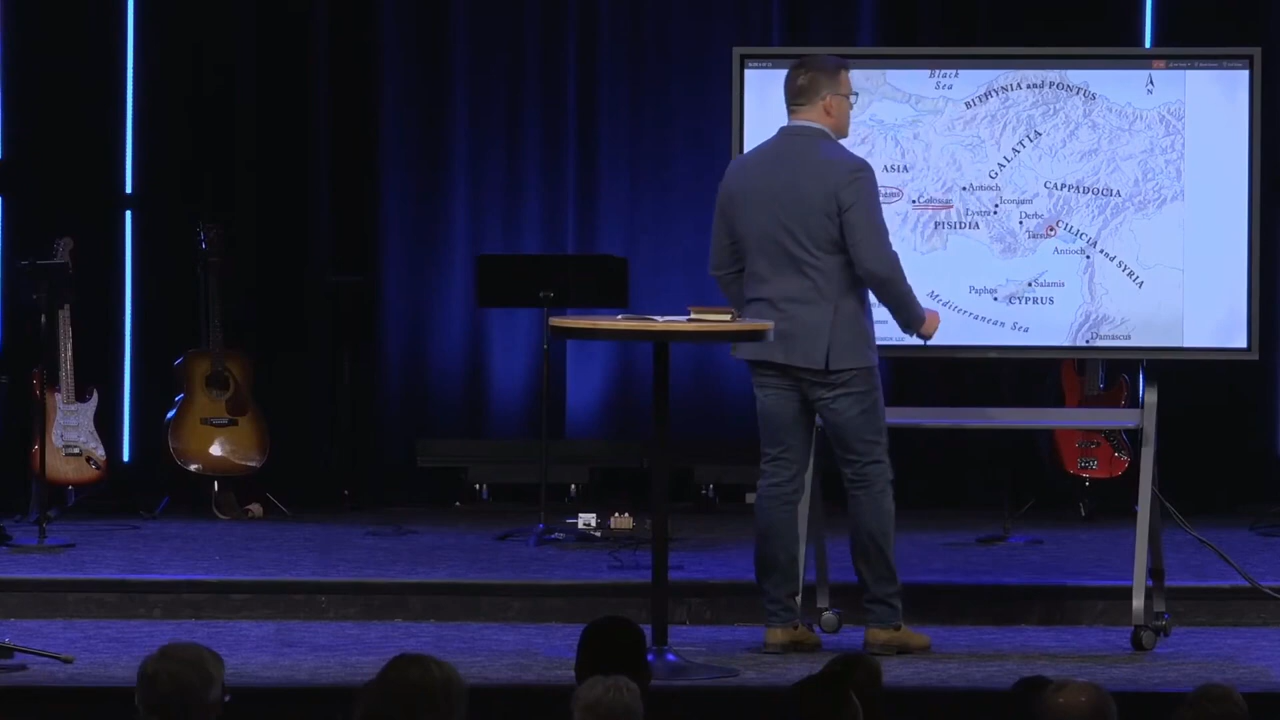 Black
Sea
BITHYNIA and PONTUS
N
GALATIA
ASIA
Antioch
CAPPADOCIA
Colossae
Iconium
Lystra
Derbe
PISIDIA
Tarsus
CILICIA and SYRIA
Antioch
Salamis
Paphos
CYPRUS
Mediterranean Sea
Damascus